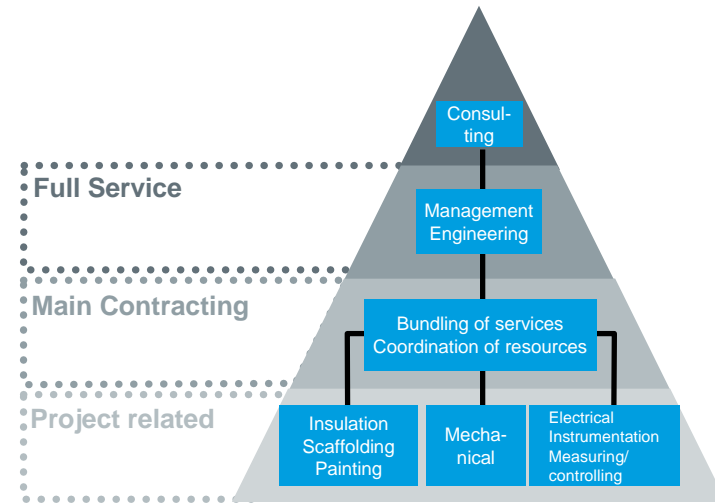 Consul-
ting
Full Service
Management
Engineering
Main Contracting
Bundling of services
Coordination of resources
Project related
Insulation
Scaffolding
Painting
Mecha-
nical
Electrical
Instrumentation
Measuring/
controlling